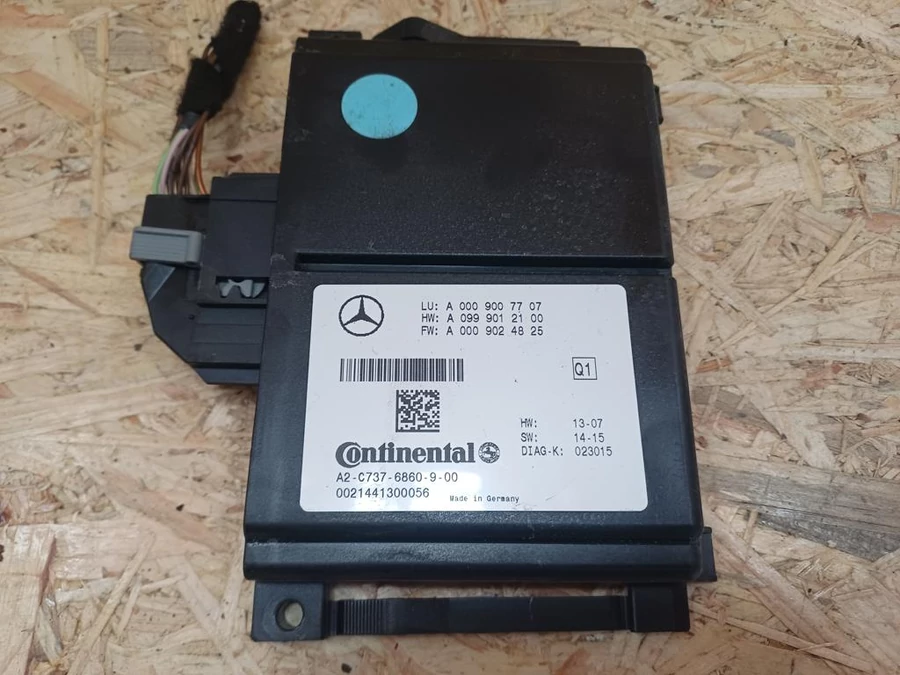 LU: A 000 900 77 07
HW: A 099 901 21 00
FW: A 000 902 48 25
Q1
HW: 13-07
SW: 14-15
DIAG-K: 023015
Continental
A2-C737-6860-9-00
0021441300056
Made in Germany